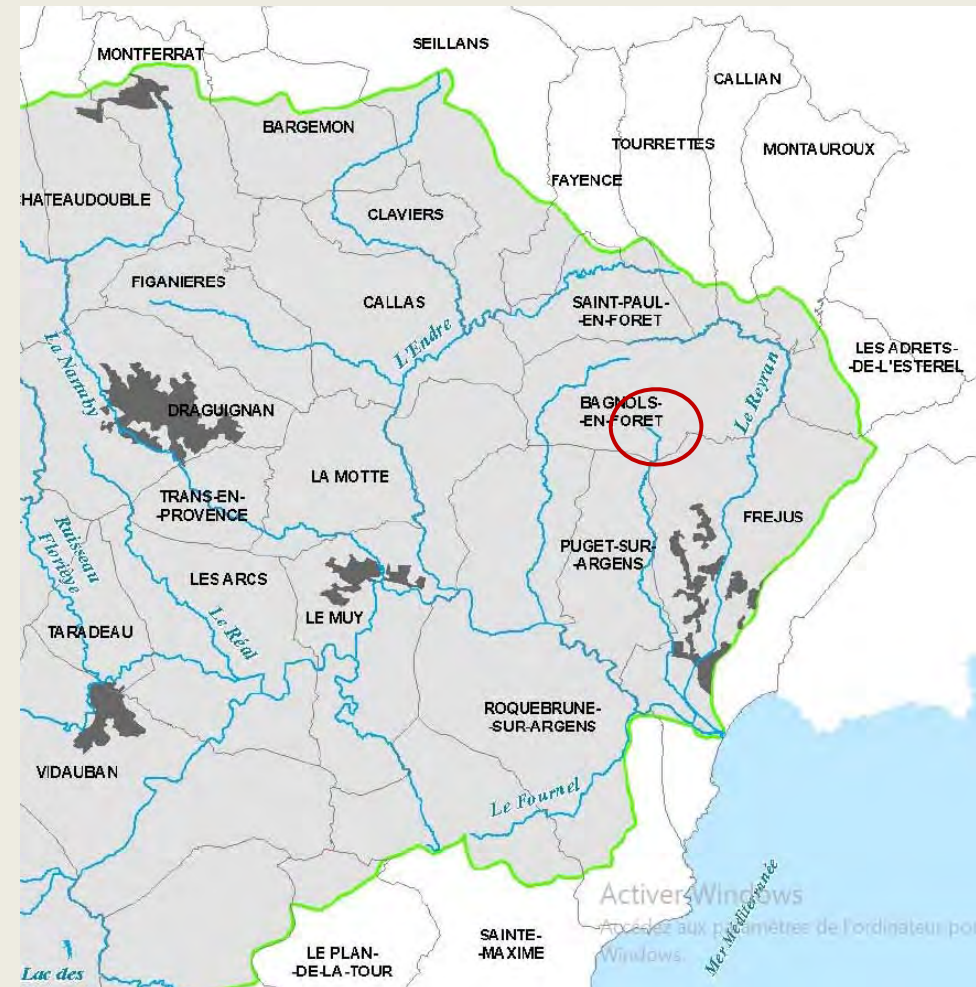 SEILLANS
MONTFERRAT
CALLIAN
BARGEMON
TOURRETTES
MONTAUROUX
FAYENCE
HATEAUDOUBLE
CLAVIERS
FIGANIERES
CALLAS
SAINT-PAUL-
-EN-FORET
L'Endre
La Nartuby
LES ADRETS-
-DE-L'ESTEREL
Le Reyran
BAGNOLS-
-EN-FORET
DRAGUIGNAN
LA MOTTE
TRANS-EN-
-PROVENCE
FREJUS
Ruisseau
Florièye
PUGET-SUR-
-ARGENS
LES ARCS
LE MUY
Le Réal
TARADEAU
ROQUEBRUNE-
-SUR-ARGENS
VIDAUBAN
Le Fournel
Activer Windows
Accédez aux paramètres de l'ordinateur po
Windows.
Mer Méditerranée
SAINTE-
-MAXIME
LE PLAN-
-DE-LA-TOUR
Lac des